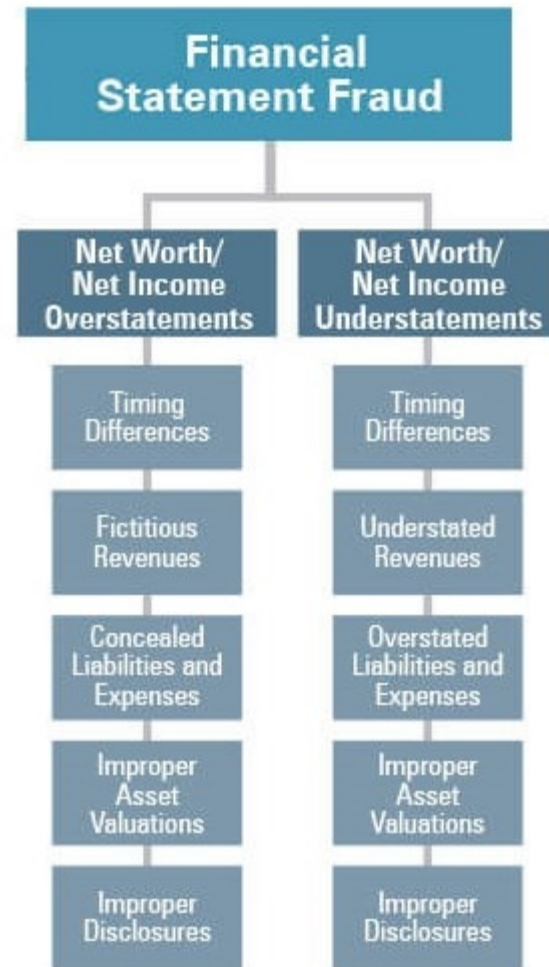 Financial
Statement Fraud
Net Worth/
Net Income
Overstatements
Timing
Differences
Fictitious
Revenues
Concealed
Liabilities and
Expenses
Improper
Asset
Valuations
Improper
Disclosures
Net Worth/
Net Income
Understatements
Timing
Differences
Understated
Revenues
Overstated
Liabilities and
Expenses
Improper
Asset
Valuations
Improper
Disclosures